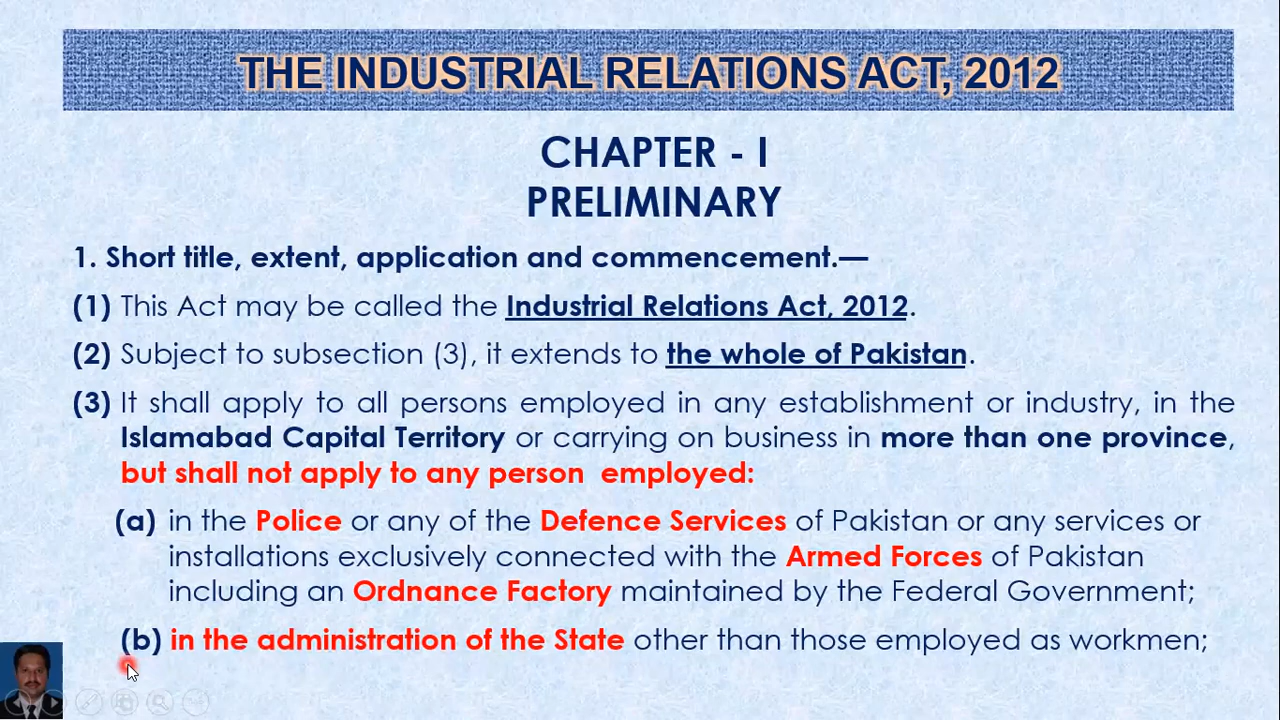 THE INDUSTRIAL RELATIONS ACT, 2012
CHAPTER - I
PRELIMINARY
1. Short title, extent, application and commencement.—
(1) This Act may be called the Industrial Relations Act, 2012.
(2) Subject to subsection (3), it extends to the whole of Pakistan.
(3) It shall apply to all persons employed in any establishment or industry, in the
Islamabad Capital Territory or carrying on business in more than one province,
but shall not apply to any person employed:
(a) in the Police or any of the Defence Services of Pakistan or any services or
installations exclusively connected with the Armed Forces of Pakistan
including an Ordnance Factory maintained by the Federal Government;
(b) in the administration of the State other than those employed as workmen;